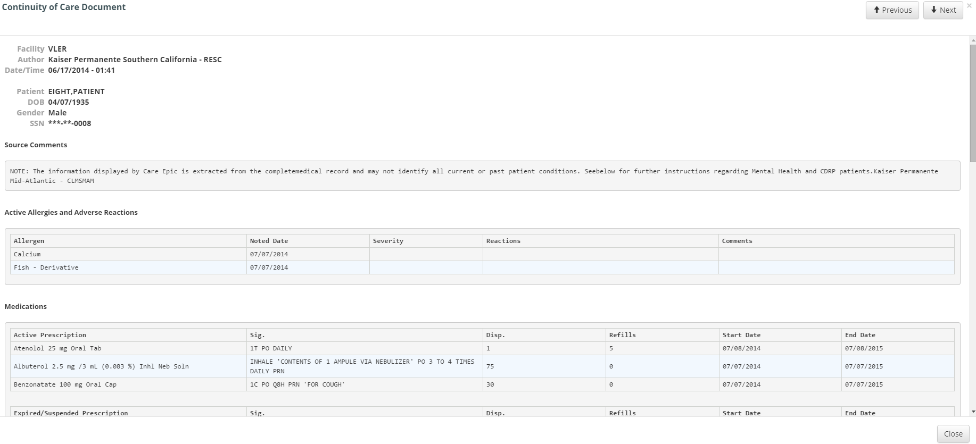 Continuity of Care Document
Previous
Next
×
Facility VLER
Author Kaiser Permanente Southern California - RESC
Date/Time 06/17/2014 - 01:41
Patient EIGHT,PATIENT
DOB 04/07/1935
Gender Male
SSN ***-**-0008
Source Comments
NOTE: The information displayed by Care Epic is extracted from the completemedical record and may not identify all current or past patient conditions. Seebelow for further instructions regarding Mental Health and CDRP patients.Kaiser Permanente
Mid-Atlantic - CLMSMAM
Active Allergies and Adverse Reactions
Allergen Noted Date Severity Reactions Comments
Calcium 07/07/2014
Fish - Derivative 07/07/2014
Medications
Active Prescription Sig. Disp. Refills Start Date End Date
Atenolol 25 mg Oral Tab 1T PO DAILY 1 5 07/08/2014 07/08/2015
Albuterol 2.5 mg /3 mL (0.083 %) Inhl Neb Soln INHALE 'CONTENTS OF 1 AMPULE VIA NEBULIZER' PO 3 TO 4 TIMES 75 0 07/07/2014 07/07/2015
DAILY PRN
Benzonatate 100 mg Oral Cap 1C PO Q8H PRN 'FOR COUGH' 30 0 07/07/2014 07/07/2015
Expired/Suspended Prescription Sig. Disp. Refills Start Date End Date
Close